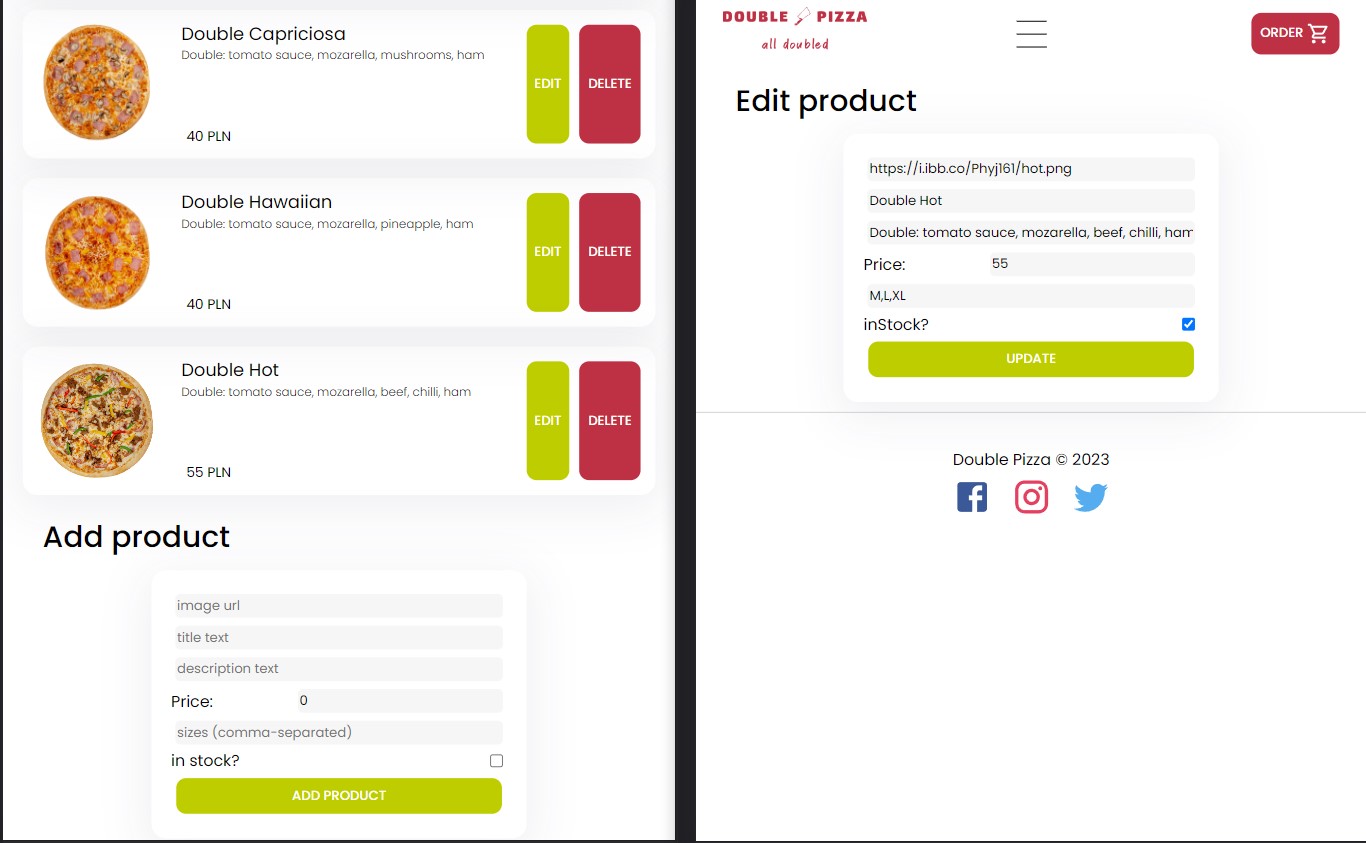 Double Capriciosa
Double: tomato sauce, mozarella, mushrooms, ham
EDIT
DELETE
40 PLN
Double Hawaiian
Double: tomato sauce, mozarella, pineapple, ham
EDIT
DELETE
40 PLN
Double Hot
Double: tomato sauce, mozarella, beef, chilli, ham
EDIT
DELETE
55 PLN
Add product
image url
title text
description text
Price: 0
sizes (comma-separated)
in stock?
ADD PRODUCT
DOUBLE PIZZA
all doubled
ORDER
Edit product
https://i.ibb.co/Phyj161/hot.png
Double Hot
Double: tomato sauce, mozarella, beef, chilli, ham
Price: 55
M,L,XL
inStock?
UPDATE
Double Pizza © 2023